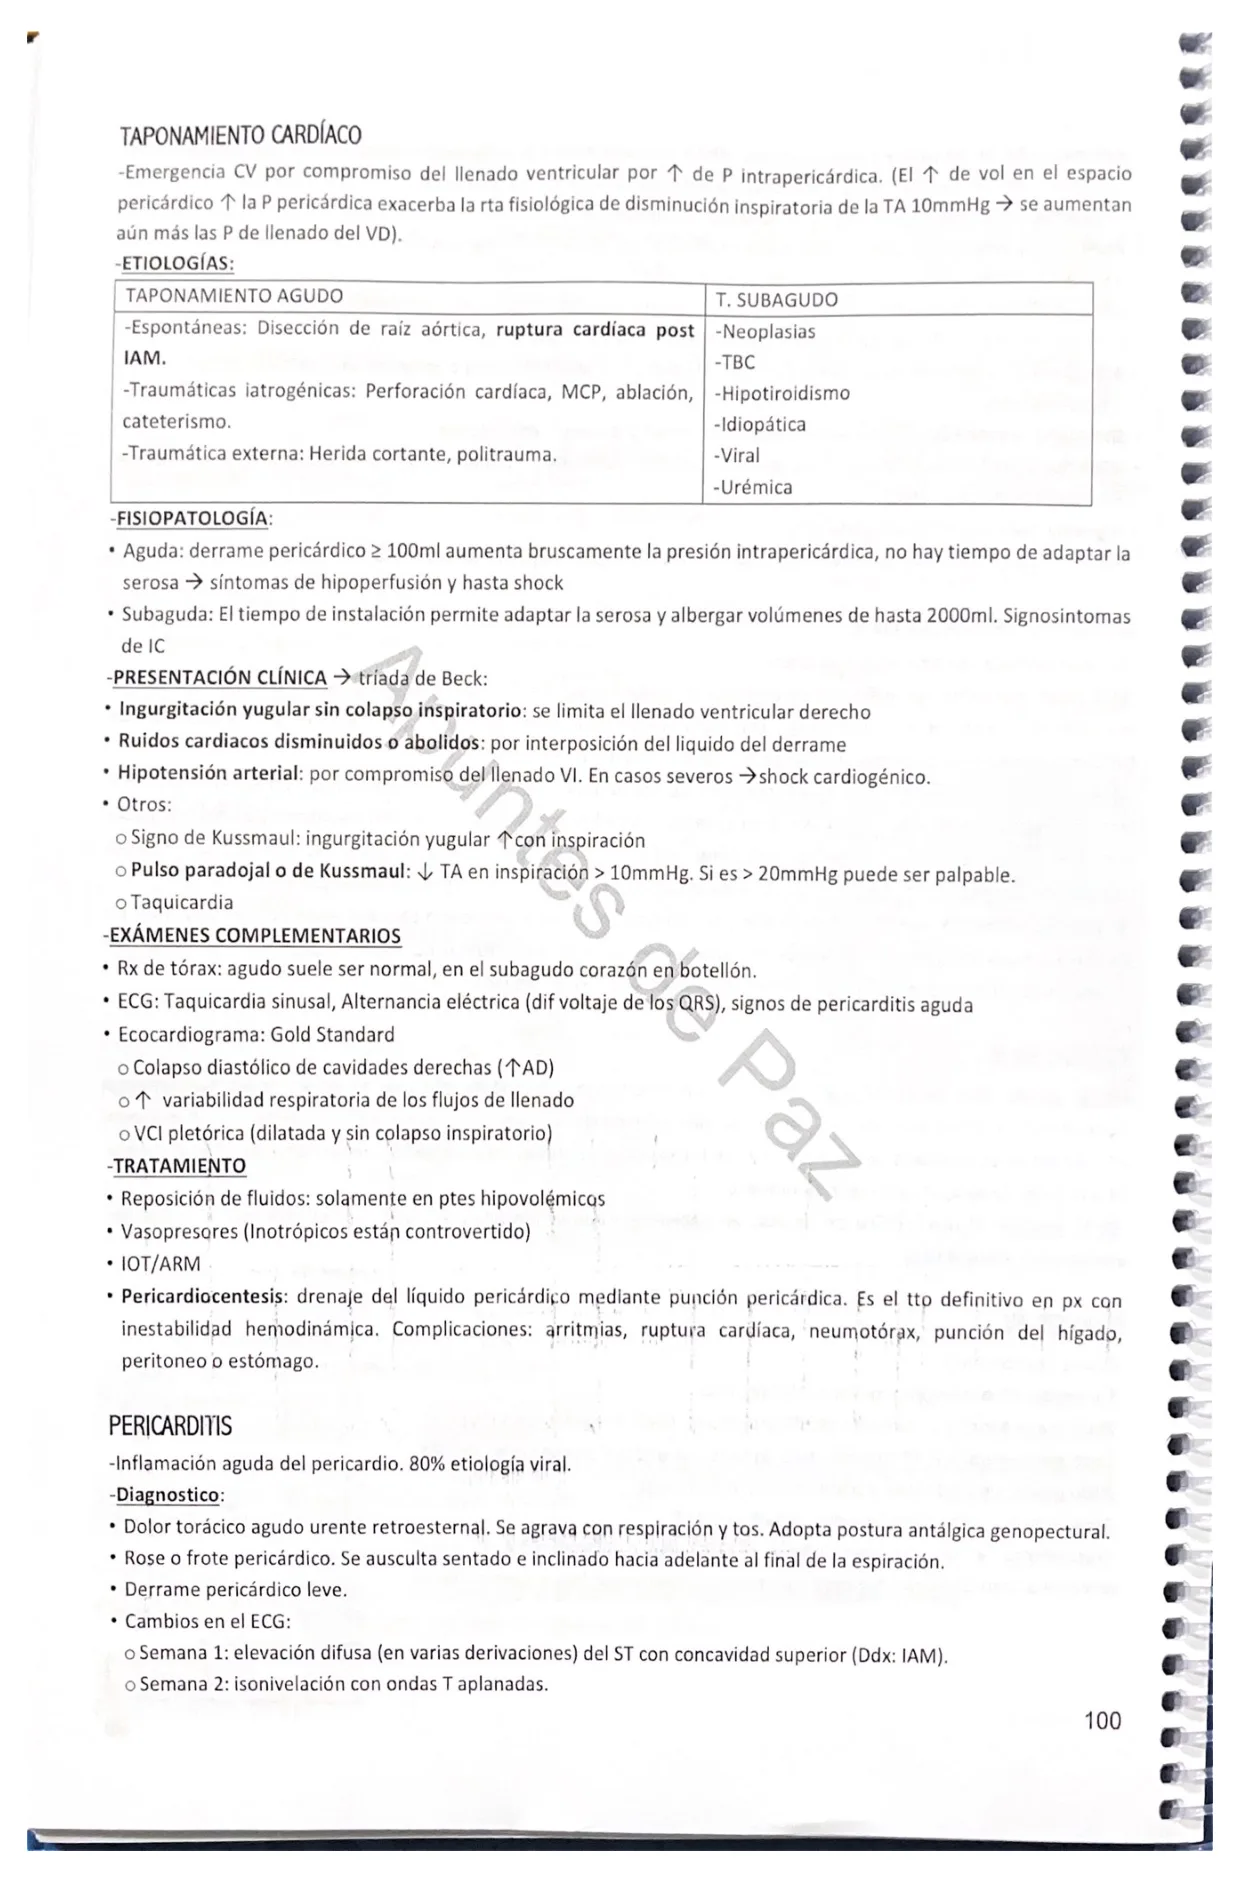 TAPONAMIENTO CARDÍACO
-Emergencia CV por compromiso del llenado ventricular por ↑ de P intrapericárdica. (El ↑ de vol en el espacio
pericárdico ↑ la P pericárdica exacerba la rta fisiológica de disminución inspiratoria de la TA 10mmHg → se aumentan
aún más las P de llenado del VD).
-ETIOLOGÍAS:
TAPONAMIENTO AGUDO
-Espontáneas: Disección de raíz aórtica, ruptura cardíaca post
IAM.
-Traumáticas iatrogénicas: Perforación cardíaca, MCP, ablación,
cateterismo.
-Traumática externa: Herida cortante, politrauma.
T. SUBAGUDO
-Neoplasias
-TBC
-Hipotiroidismo
-Idiopática
-Viral
-Urémica
-FISIOPATOLOGÍA:
• Aguda: derrame pericárdico ≥ 100ml aumenta bruscamente la presión intrapericárdica, no hay tiempo de adaptar la
serosa → síntomas de hipoperfusión y hasta shock
• Subaguda: El tiempo de instalación permite adaptar la serosa y albergar volúmenes de hasta 2000ml. Signosintomas
de IC
-PRESENTACIÓN CLÍNICA → tríada de Beck:
• Ingurgitación yugular sin colapso inspiratorio: se limita el llenado ventricular derecho
• Ruidos cardiacos disminuidos o abolidos: por interposición del liquido del derrame
• Hipotensión arterial: por compromiso del llenado VI. En casos severos →shock cardiogénico.
• Otros:
o Signo de Kussmaul: ingurgitación yugular ↑con inspiración
o Pulso paradojal o de Kussmaul: ↓ TA en inspiración > 10mmHg. Si es > 20mmHg puede ser palpable.
o Taquicardia
-EXÁMENES COMPLEMENTARIOS
• Rx de tórax: agudo suele ser normal, en el subagudo corazón en botellón.
• ECG: Taquicardia sinusal, Alternancia eléctrica (dif voltaje de los QRS), signos de pericarditis aguda
• Ecocardiograma: Gold Standard
o Colapso diastólico de cavidades derechas (↑AD)
o ↑ variabilidad respiratoria de los flujos de llenado
o VCI pletórica (dilatada y sin colapso inspiratorio)
-TRATAMIENTO
• Reposición de fluidos: solamente en ptes hipovolémicos
• Vasopresores (Inotrópicos están controvertido)
• IOT/ARM
• Pericardiocentesis: drenaje del líquido pericárdico mediante punción pericárdica. Es el tto definitivo en px con
inestabilidad hemodinámica. Complicaciones: arritmias, ruptura cardíaca, neumotórax, punción del hígado,
peritoneo o estómago.
PERICARDITIS
-Inflamación aguda del pericardio. 80% etiología viral.
-Diagnostico:
• Dolor torácico agudo urente retroesternal. Se agrava con respiración y tos. Adopta postura antálgica genopectural.
• Rose o frote pericárdico. Se ausculta sentado e inclinado hacia adelante al final de la espiración.
• Derrame pericárdico leve.
• Cambios en el ECG:
o Semana 1: elevación difusa (en varias derivaciones) del ST con concavidad superior (Ddx: IAM).
o Semana 2: isonivelación con ondas T aplanadas.
100
Apuntes de Paz